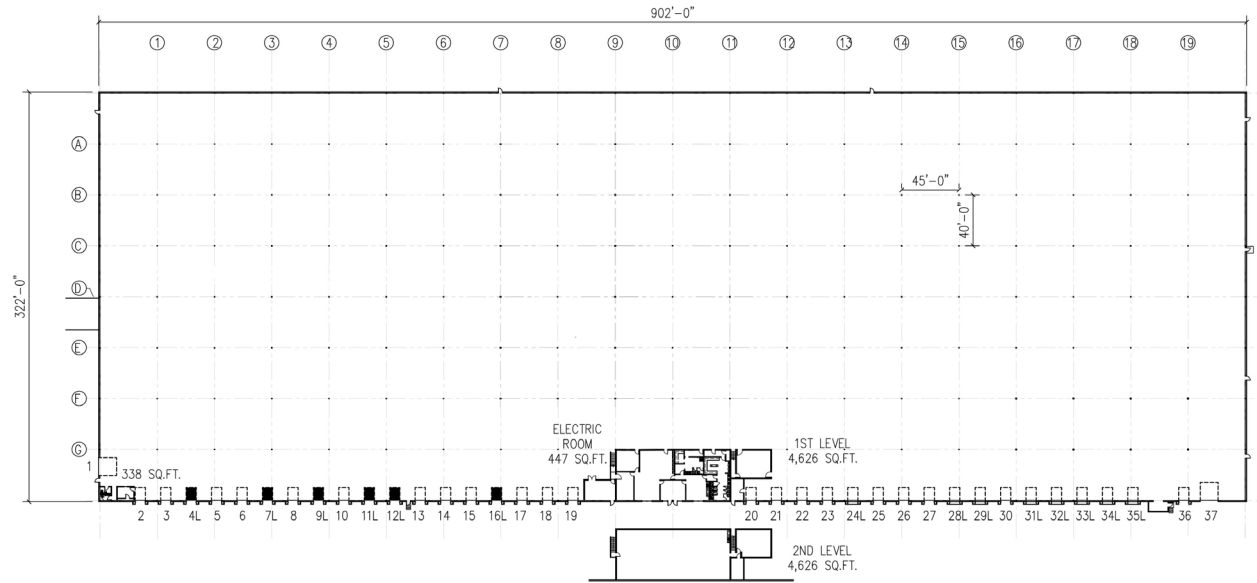 902'-0"
1 2 3 4 5 6 7 8 9 10 11 12 13 14 15 16 17 18 19
322'-0"
A
B
45'-0"
40'-0"
C
D
E
F
G
ELECTRIC
ROOM
447 SQ.FT.
1ST LEVEL
4,626 SQ.FT.
1
338 SQ.FT.
2 3 4L 5 6 7L 8 9L 10 11L 12L 13 14 15 16L 17 18 19 20 21 22 23 24L 25 26 27 28L 29L 30 31L 32L 33L 34L 35L 36 37
2ND LEVEL
4,626 SQ.FT.